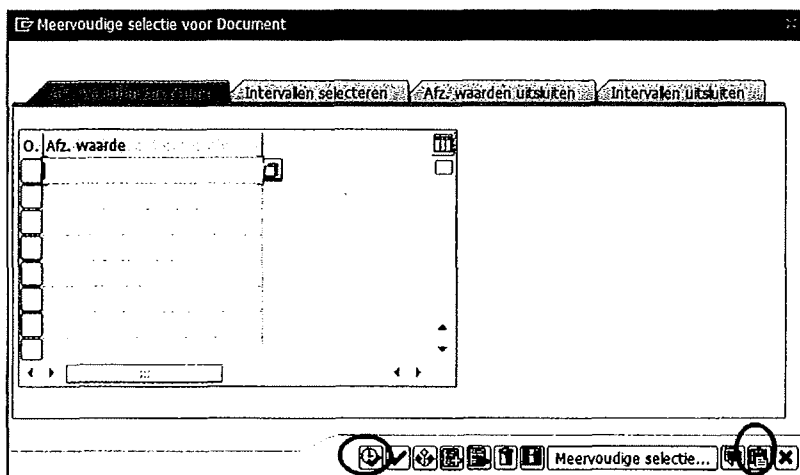 Meervoudige selectie voor Document
Intervallen selecteren
Afz. waarden uitsluiten
Intervallen uitsluiten
O. Afz. waarde
Meervoudige selectie...